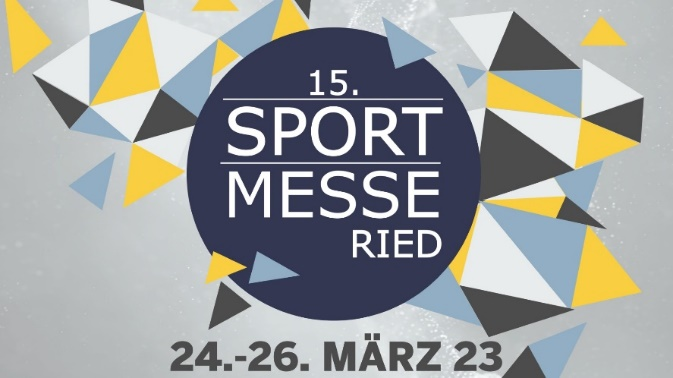 15.
SPORT
MESSE
RIED
24.-26. MÄRZ 23